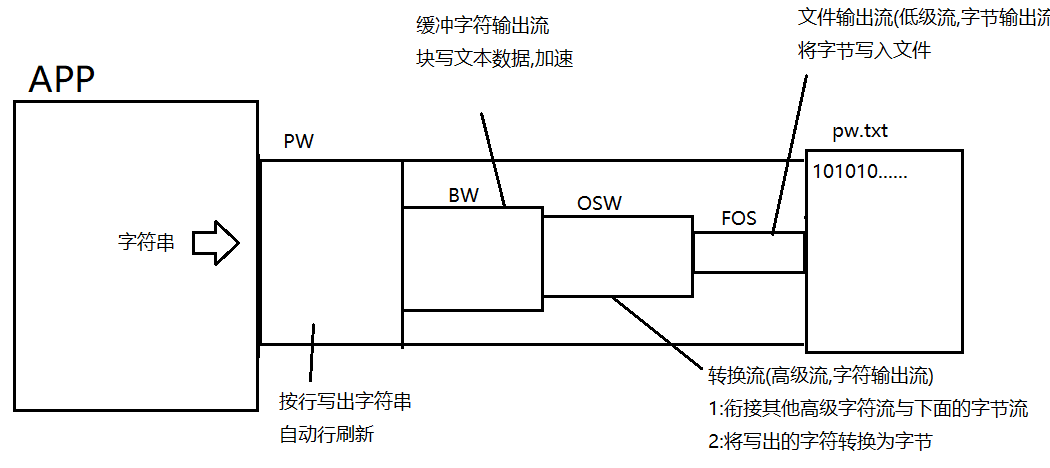 缓冲字符输出流
块写文本数据,加速
文件输出流(低级流,字节输出流
将字节写入文件
APP
PW
BW
OSW
FOS
pw.txt
101010......
字符串
按行写出字符串
自动行刷新
转换流(高级流,字符输出流)
1:衔接其他高级字符流与下面的字节流
2:将写出的字符转换为字节